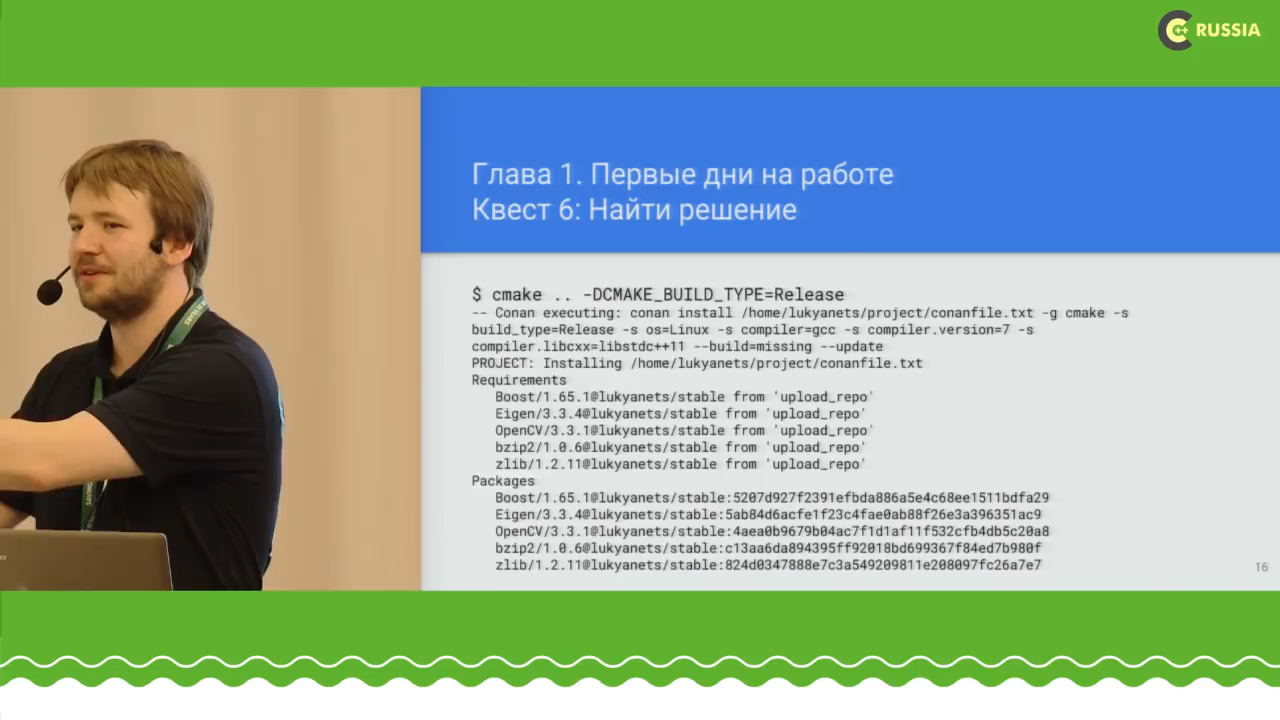 C++ RUSSIA
Глава 1. Первые дни на работе
Квест 6: Найти решение
$ cmake .. -DCMAKE_BUILD_TYPE=Release
-- Conan executing: conan install /home/lukyanets/project/conanfile.txt -g cmake -s
build_type=Release -s os=Linux -s compiler=gcc -s compiler.version=7 -s
compiler.libcxx=libstdc++11 --build=missing --update
PROJECT: Installing /home/lukyanets/project/conanfile.txt
Requirements
Boost/1.65.1@lukyanets/stable from 'upload_repo'
Eigen/3.3.4@lukyanets/stable from 'upload_repo'
OpenCV/3.3.1@lukyanets/stable from 'upload_repo'
bzip2/1.0.6@lukyanets/stable from 'upload_repo'
zlib/1.2.11@lukyanets/stable from 'upload_repo'
Packages
Boost/1.65.1@lukyanets/stable:5207d927f2391efbda886a5e4c68ee1511bdfa29
Eigen/3.3.4@lukyanets/stable:5ab84d6acfe1f23c4fae0ab88f26e3a396351ac9
OpenCV/3.3.1@lukyanets/stable:4aea0b9679b04ac7f1d1af11f532cfb4db5c20a8
bzip2/1.0.6@lukyanets/stable:c13aa6da894395ff92018bd699367f84ed7b980f
zlib/1.2.11@lukyanets/stable:824d0347888e7c3a549209811e208097fc26a7e7
16